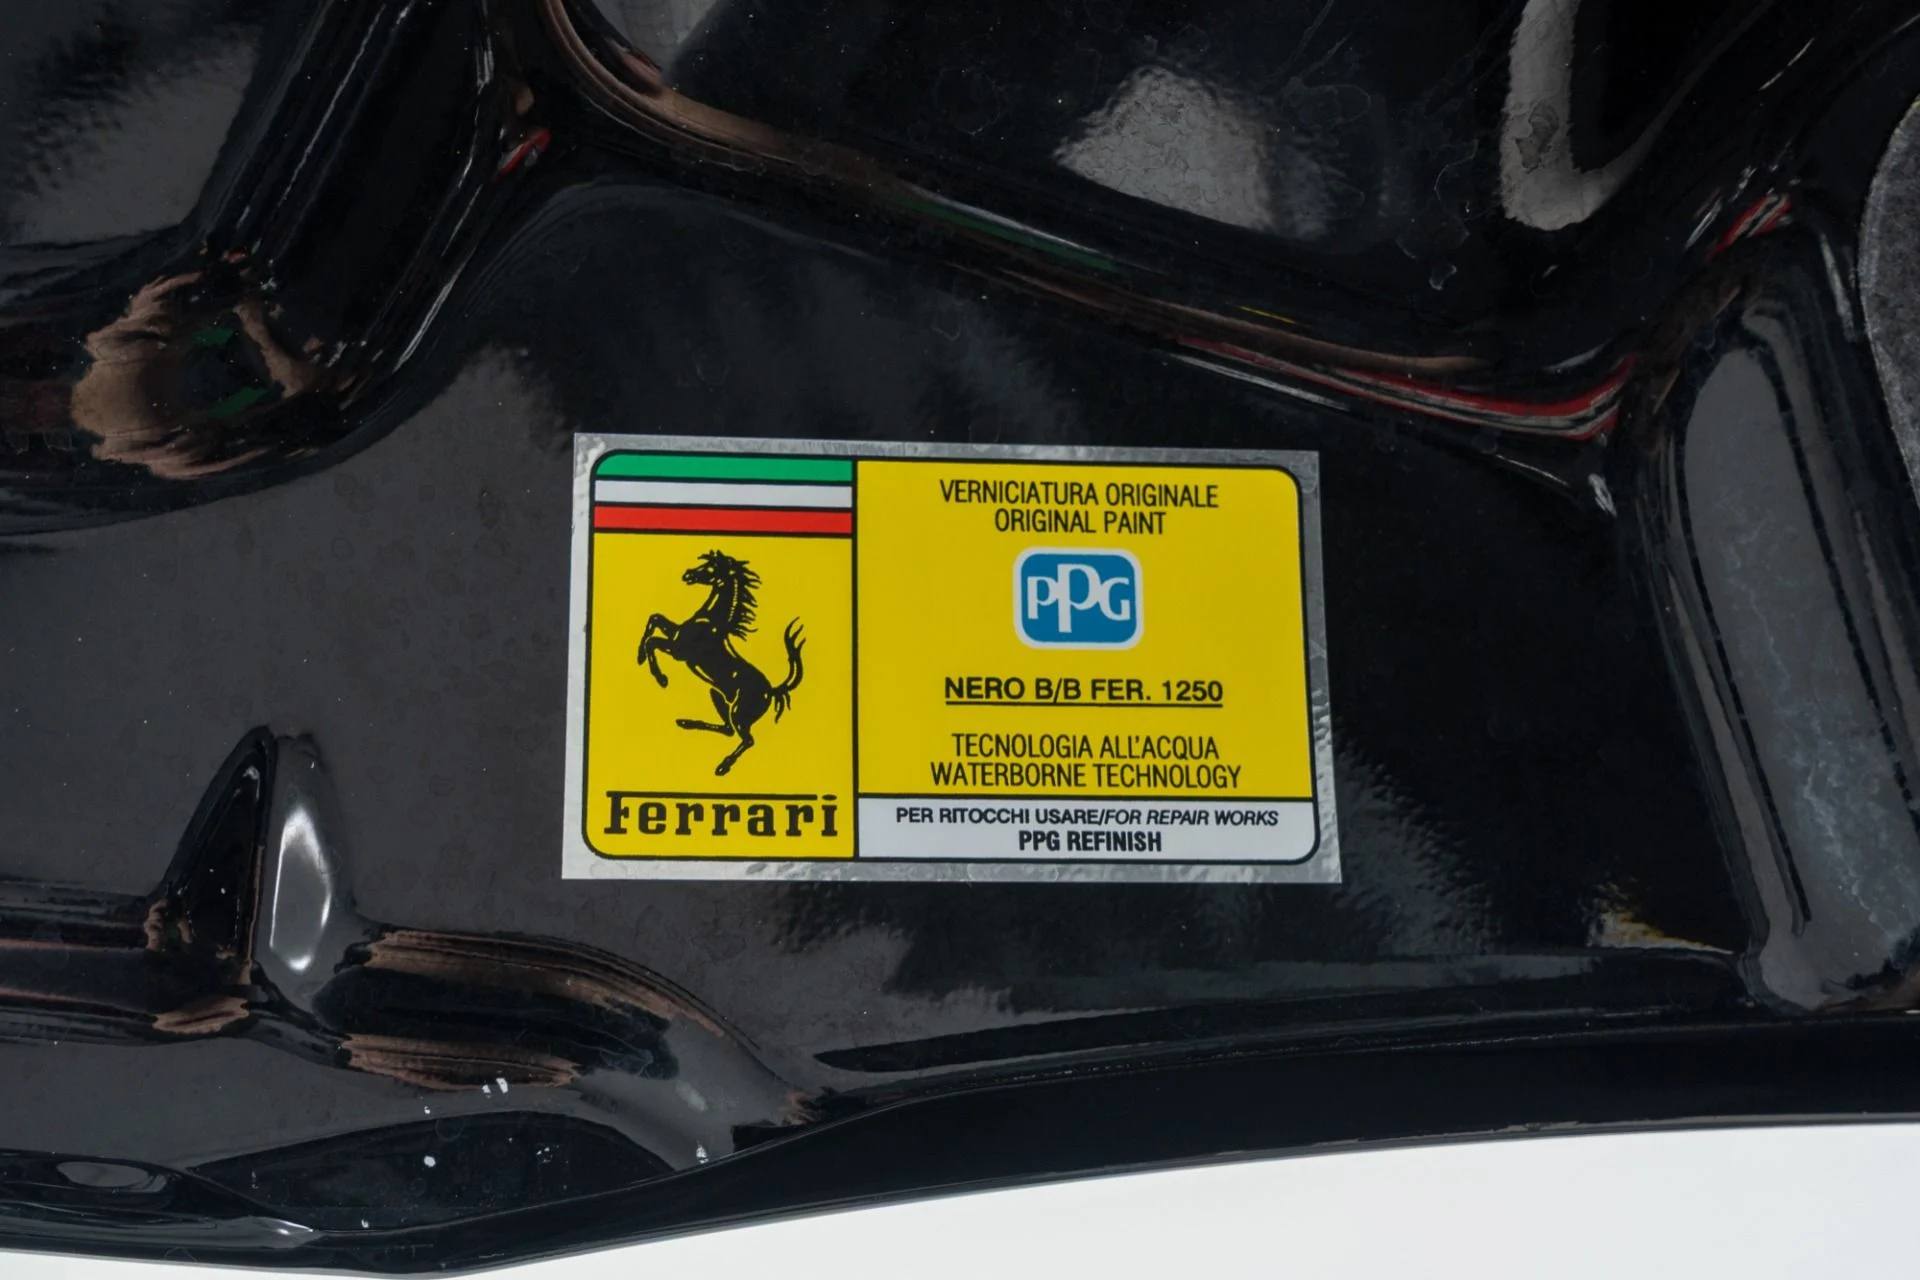 Ferrari
VERNICIATURA ORIGINALE
ORIGINAL PAINT
PPG
NERO B/B FER. 1250
TECNOLOGIA ALL'ACQUA
WATERBORNE TECHNOLOGY
PER RITOCCHI USARE/FOR REPAIR WORKS
PPG REFINISH